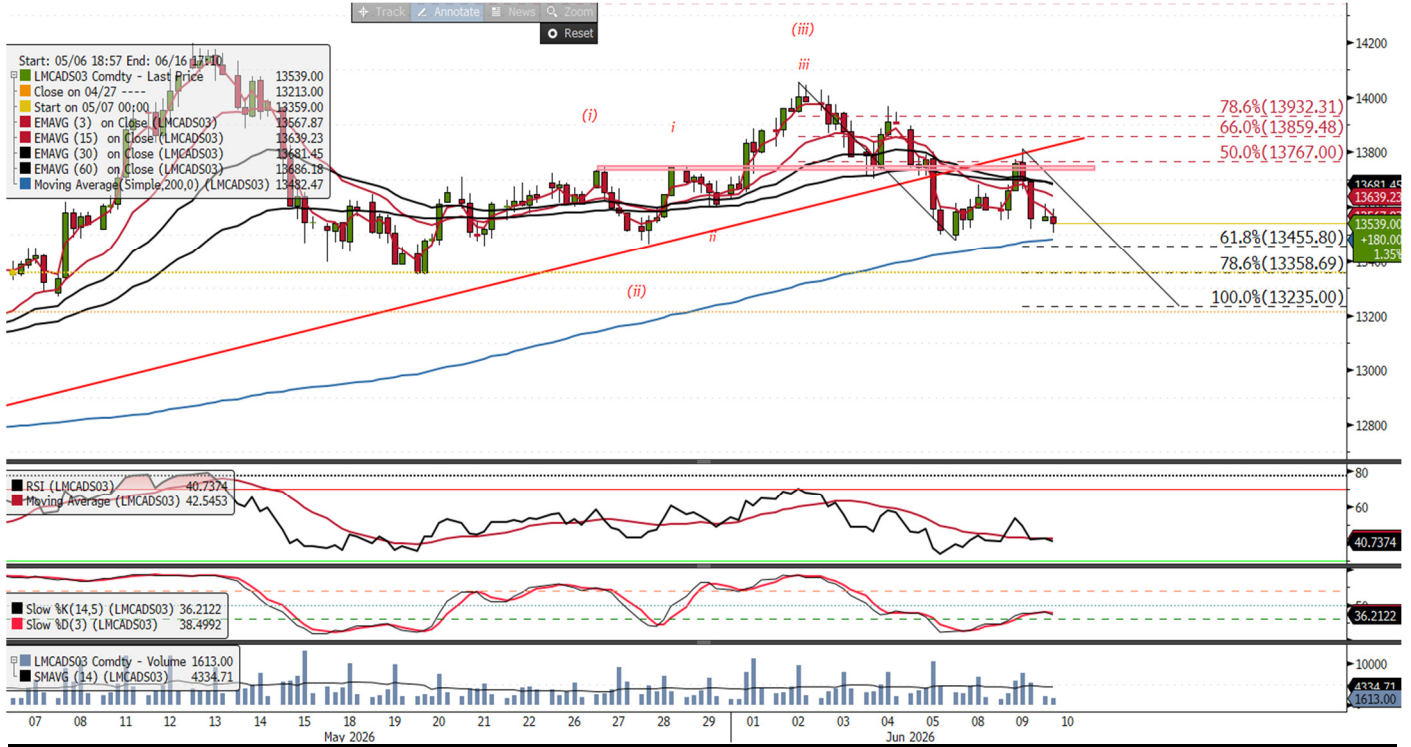 Track Annotate News Zoom
Reset
Start: 05/06 18:57 End: 06/16 17:10
LMCADS03 Comdty - Last Price 13539.00
Close on 04/27 ---- 13213.00
Start on 05/07 00:00 13359.00
EMAVG (3) on Close (LMCADS03) 13567.87
EMAVG (15) on Close (LMCADS03) 13639.23
EMAVG (30) on Close (LMCADS03) 13681.45
EMAVG (60) on Close (LMCADS03) 13686.18
Moving Average(Simple,200,0) (LMCADS03) 13482.47
(i)
(ii)
i
ii
(iii)
iii
78.6%(13932.31)
66.0%(13859.48)
50.0%(13767.00)
61.8%(13455.80)
78.6%(13358.69)
100.0%(13235.00)
14200
14000
13800
13681.45
13639.23
13539.00
+180.00
1.35%
13400
13200
13000
12800
RSI (LMCADS03) 40.7374
Moving Average (LMCADS03) 42.5453
80
60
40.7374
Slow %K(14,5) (LMCADS03) 36.2122
Slow %D(3) (LMCADS03) 38.4992
50
36.2122
LMCADS03 Comdty - Volume 1613.00
SMAVG (14) (LMCADS03) 4334.71
10000
4334.71
1613.00
07 08 11 12 13 14 15 18 19 20 21 22 26 27 28 29 01 02 03 04 05 08 09 10
May 2026 Jun 2026